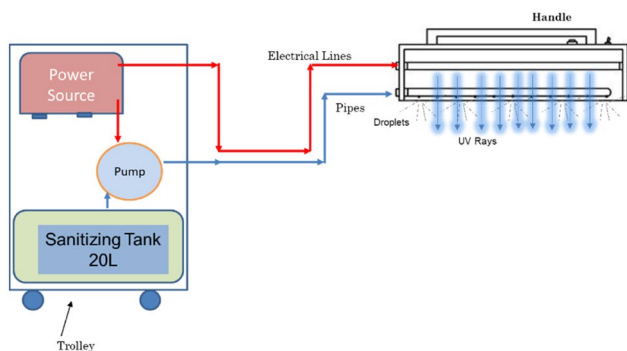 Handle
Power
Source
Electrical Lines
Pipes
Droplets
UV Rays
Pump
Sanitizing Tank
20L
Trolley